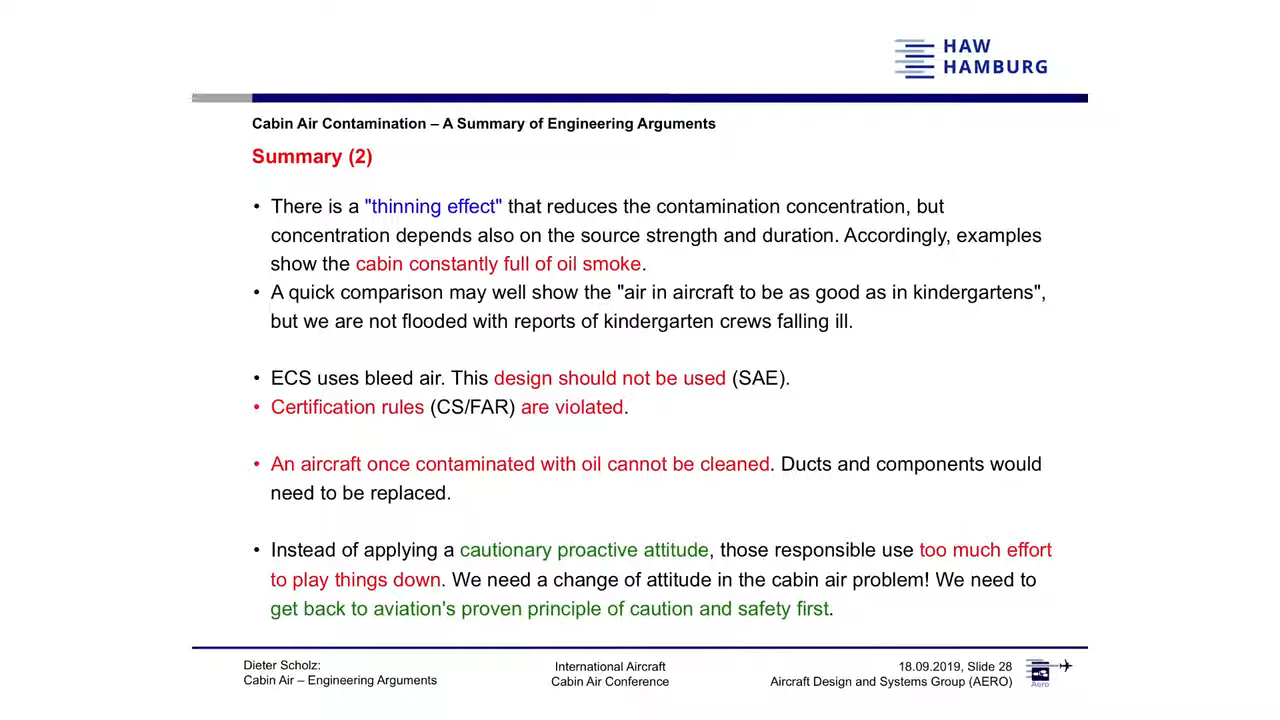 HAW
HAMBURG
Cabin Air Contamination – A Summary of Engineering Arguments
Summary (2)
• There is a "thinning effect" that reduces the contamination concentration, but
concentration depends also on the source strength and duration. Accordingly, examples
show the cabin constantly full of oil smoke.
• A quick comparison may well show the "air in aircraft to be as good as in kindergartens",
but we are not flooded with reports of kindergarten crews falling ill.
• ECS uses bleed air. This design should not be used (SAE).
• Certification rules (CS/FAR) are violated.
• An aircraft once contaminated with oil cannot be cleaned. Ducts and components would
need to be replaced.
• Instead of applying a cautionary proactive attitude, those responsible use too much effort
to play things down. We need a change of attitude in the cabin air problem! We need to
get back to aviation's proven principle of caution and safety first.
Dieter Scholz:
Cabin Air – Engineering Arguments
International Aircraft
Cabin Air Conference
18.09.2019, Slide 28
Aircraft Design and Systems Group (AERO)
Aero